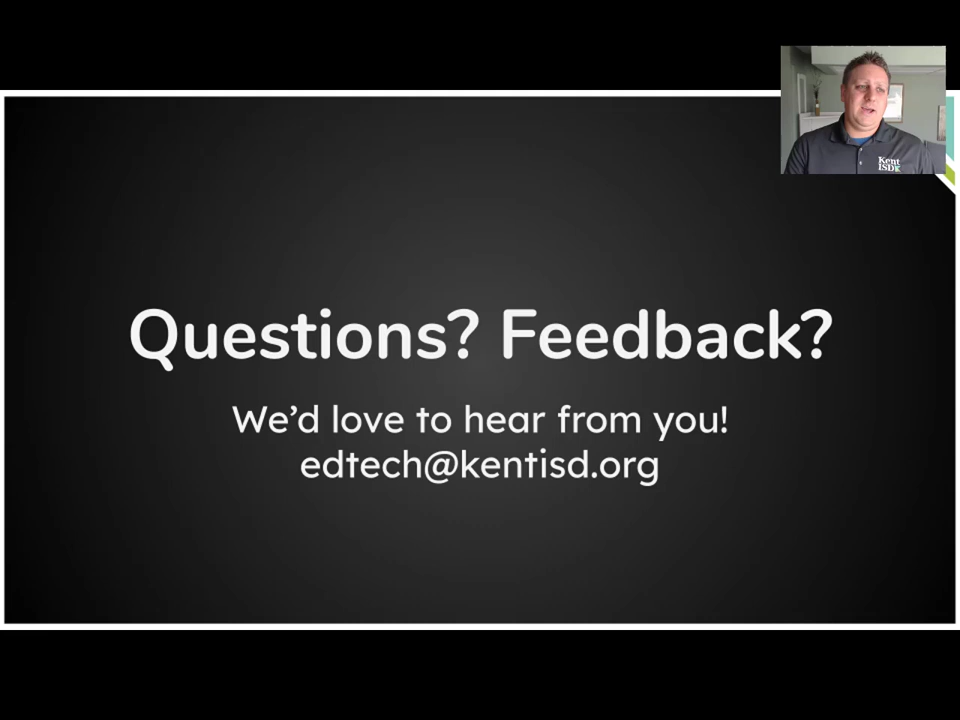 Kent
ISD
Questions? Feedback?
We’d love to hear from you!
edtech@kentisd.org